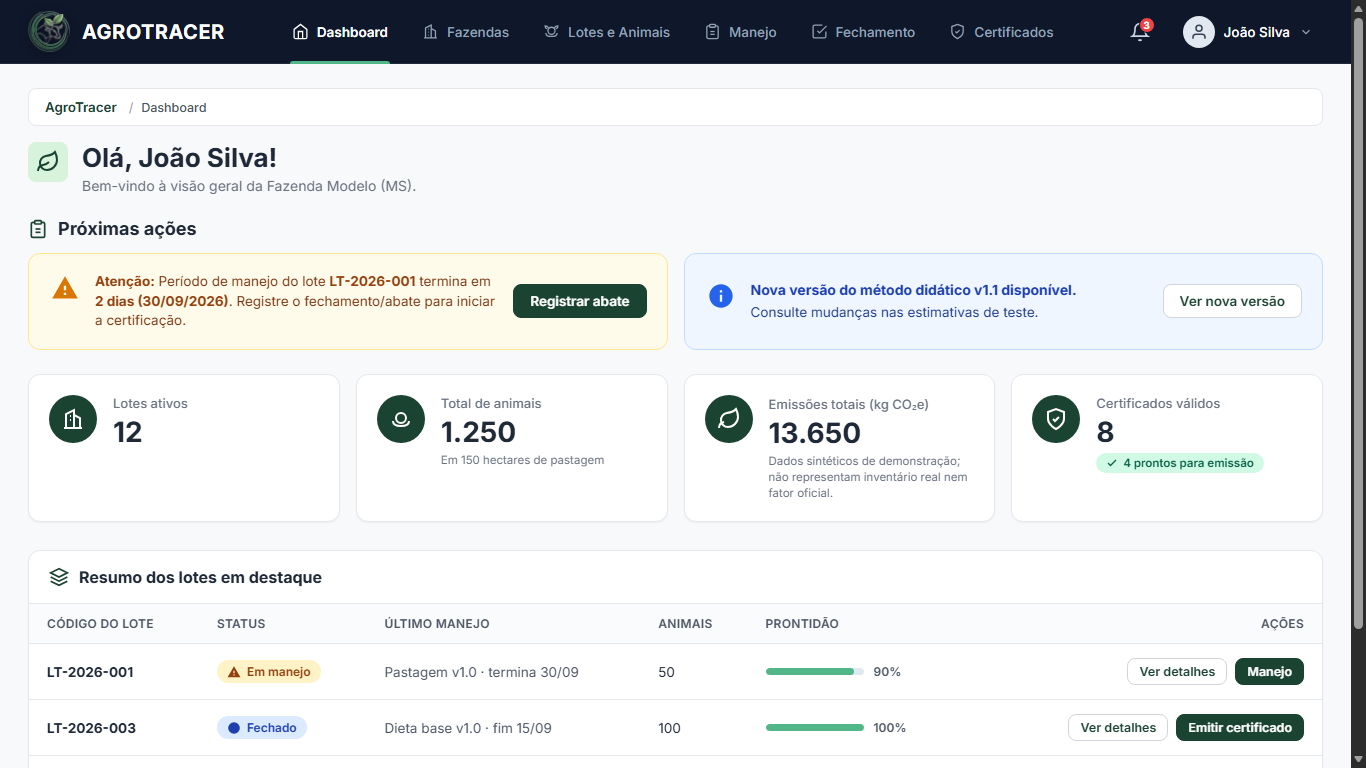 AGROTRACER
Dashboard
Fazendas
Lotes e Animais
Manejo
Fechamento
Certificados
3
João Silva
AgroTracer / Dashboard
Olá, João Silva!
Bem-vindo à visão geral da Fazenda Modelo (MS).
Próximas ações
Atenção: Período de manejo do lote LT-2026-001 termina em
2 dias (30/09/2026). Registre o fechamento/abate para iniciar
a certificação.
Registrar abate
Nova versão do método didático v1.1 disponível.
Consulte mudanças nas estimativas de teste.
Ver nova versão
Lotes ativos
12
Total de animais
1.250
Em 150 hectares de pastagem
Emissões totais (kg CO₂e)
13.650
Dados sintéticos de demonstração;
não representam inventário real nem
fator oficial.
Certificados válidos
8
4 prontos para emissão
Resumo dos lotes em destaque
CÓDIGO DO LOTE STATUS ÚLTIMO MANEJO ANIMAIS PRONTIDÃO AÇÕES
LT-2026-001 Em manejo Pastagem v1.0 · termina 30/09 50 90% Ver detalhes Manejo
LT-2026-003 Fechado Dieta base v1.0 · fim 15/09 100 100% Ver detalhes Emitir certificado